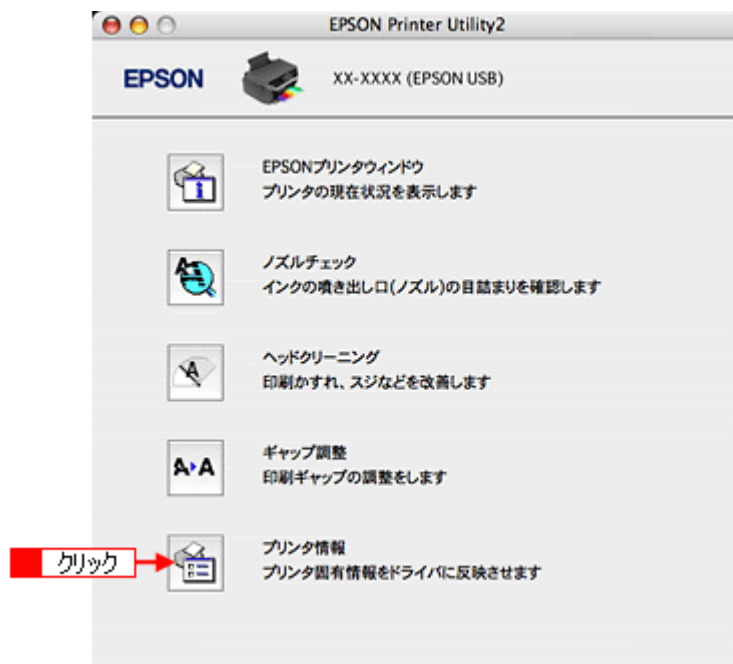 EPSON Printer Utility2
EPSON XX-XXXX (EPSON USB)
EPSONプリンタウィンドウ
プリンタの現在状況を表示します
ノズルチェック
インクの噴き出し口(ノズル)の目詰まりを確認します
ヘッドクリーニング
印刷かすれ、スジなどを改善します
ギャップ調整
印刷ギャップの調整をします
プリンタ情報
クリック
プリンタ固有情報をドライバに反映させます